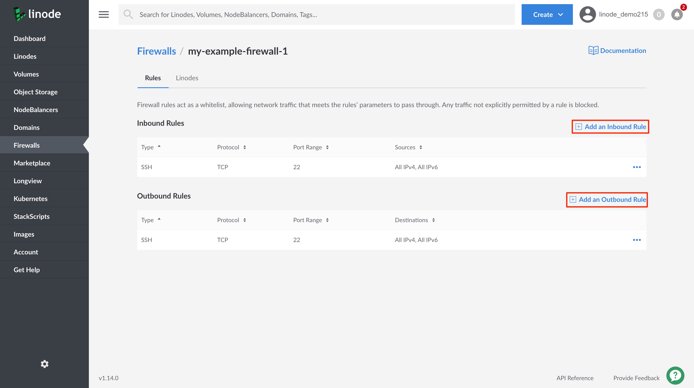 linode
Search for Linodes, Volumes, NodeBalancers, Domains, Tags...
Create
linode_demo215
0
2
Dashboard
Linodes
Volumes
Object Storage
NodeBalancers
Domains
Firewalls
Marketplace
Longview
Kubernetes
StackScripts
Images
Account
Get Help
Firewalls / my-example-firewall-1
Documentation
Rules Linodes
Firewall rules act as a whitelist, allowing network traffic that meets the rules' parameters to pass through. Any traffic not explicitly permitted by a rule is blocked.
Inbound Rules
Add an Inbound Rule
Type Protocol Port Range Sources
SSH TCP 22 All IPv4, All IPv6
Outbound Rules
Add an Outbound Rule
Type Protocol Port Range Destinations
SSH TCP 22 All IPv4, All IPv6
v1.14.0
API Reference
Provide Feedback
?